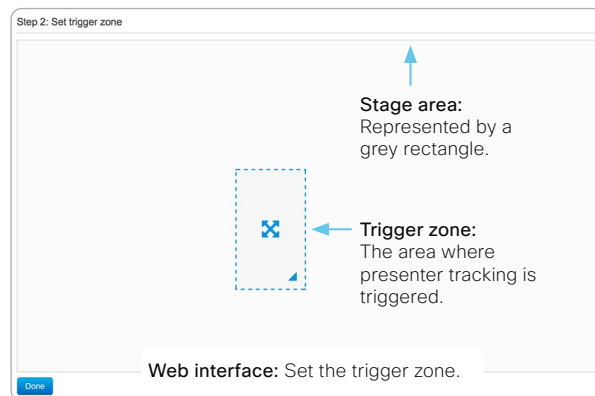 Step 2: Set trigger zone
Stage area:
Represented by a
grey rectangle.
Trigger zone:
The area where
presenter tracking is
triggered.
Web interface: Set the trigger zone.
Done